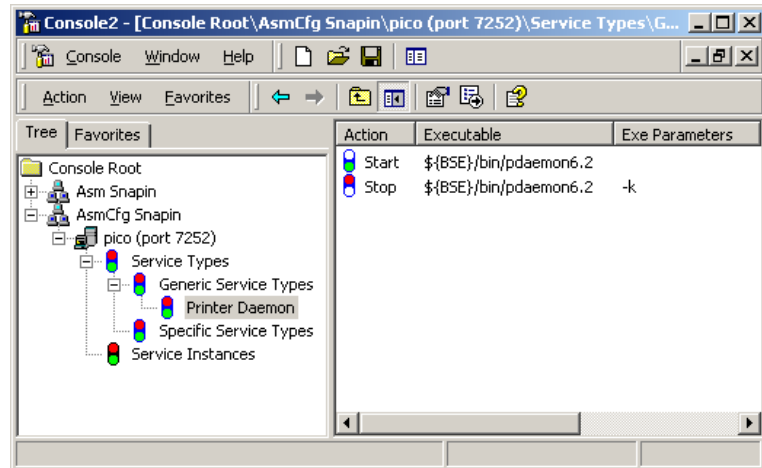 Console2 - [Console Root\AsmCfg Snapin\pico (port 7252)\Service Types\G...
Console Window Help
Action View Favorites
Tree Favorites
Console Root
Asm Snapin
AsmCfg Snapin
pico (port 7252)
Service Types
Generic Service Types
Printer Daemon
Specific Service Types
Service Instances
Action Executable Exe Parameters
Start ${BSE}/bin/pdaemon6.2
Stop ${BSE}/bin/pdaemon6.2 -k